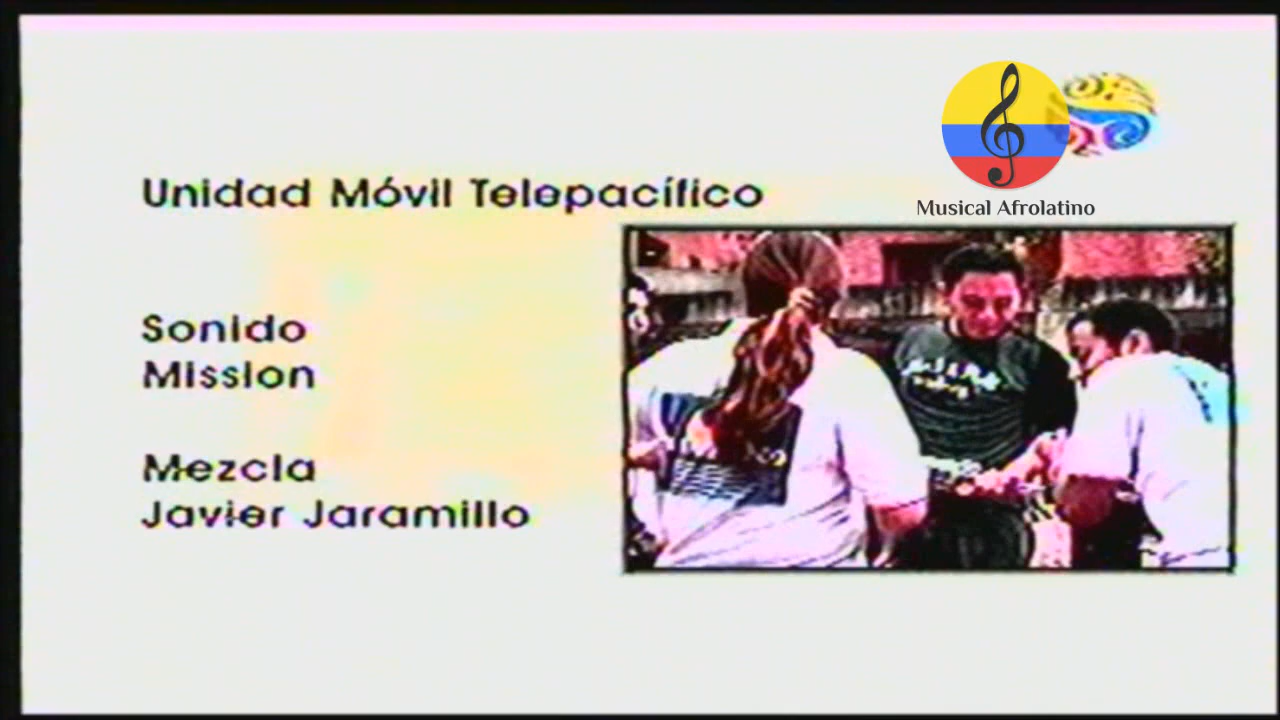 Musical Afrolatino
Unidad Móvil Telepacífico
Sonido
Mission
Mezcla
Javier Jaramillo